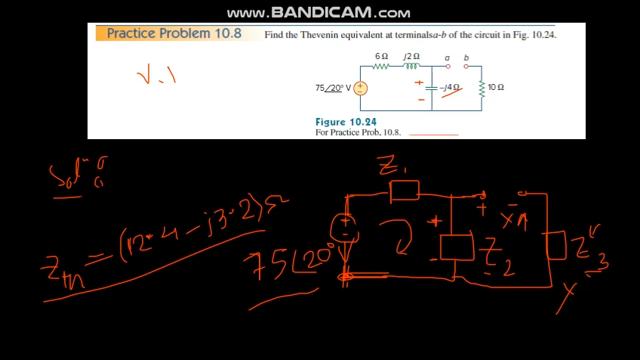 www.BANDICAM.com
Practice Problem 10.8 Find the Thevenin equivalent at terminals a-b of the circuit in Fig. 10.24.
6 Ω j2 Ω a b
75∠20° V + − + − −j4 Ω 10 Ω
Figure 10.24
For Practice Prob. 10.8.
Solⁿ
Z_th = (12.4 − j3.2) Ω
75∠20°
Z₁
+ − + − Z₂ + − Z₃